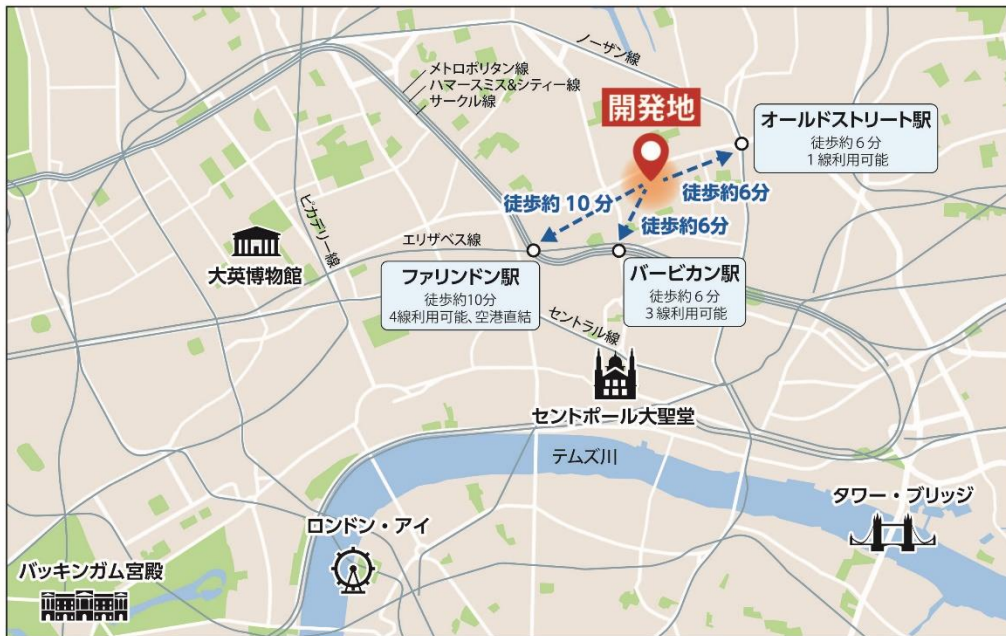 ノーザン線
メトロポリタン線
ハマースミス&シティー線
サークル線
開発地
オールドストリート駅
徒歩約6分
1線利用可能
徒歩約 10 分
徒歩約6分
徒歩約6分
ピカデリー線
エリザベス線
大英博物館
ファリンドン駅
徒歩約10分
4線利用可能、空港直結
バービカン駅
徒歩約6分
3線利用可能
セントラル線
セントポール大聖堂
テムズ川
タワー・ブリッジ
ロンドン・アイ
バッキンガム宮殿